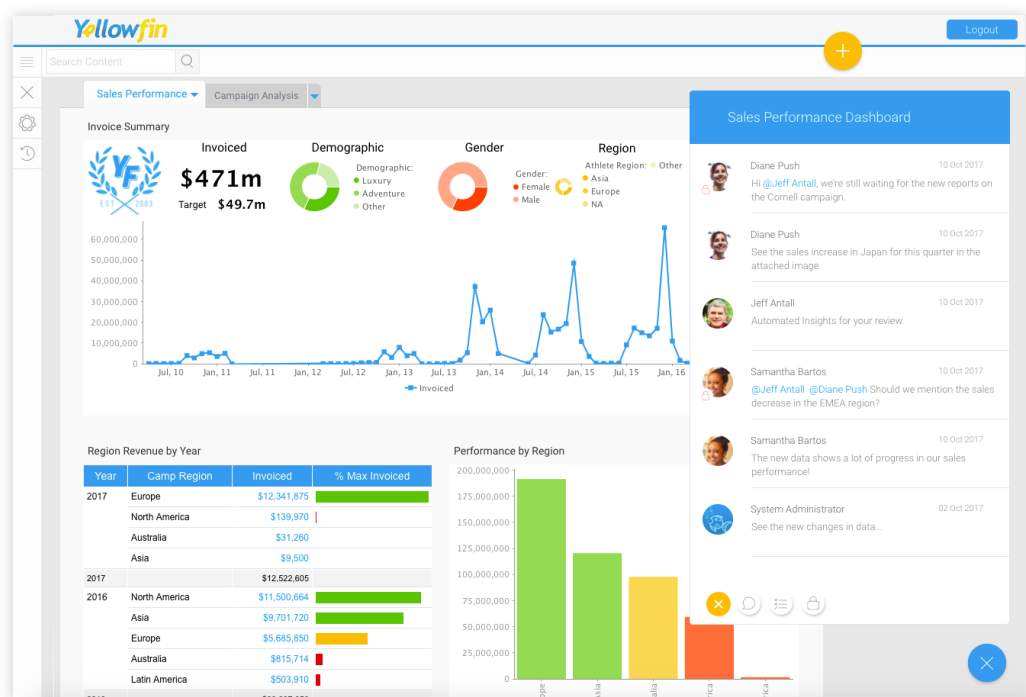 Yellowfin
Logout
Search Content
+
Sales Performance
Campaign Analysis
Sales Performance Dashboard
Invoice Summary
YF
EST 2003
Invoiced
$471m
Target $49.7m
Demographic
Demographic:
Luxury
Adventure
Other
Gender
Gender:
Female
Male
Region
Athlete Region: Other
Asia
Europe
NA
60,000,000
50,000,000
40,000,000
30,000,000
20,000,000
10,000,000
0
Jul, 10 Jan, 11 Jul, 11 Jan, 12 Jul, 12 Jan, 13 Jul, 13 Jan, 14 Jul, 14 Jan, 15 Jul, 15 Jan, 16
Invoiced
Region Revenue by Year
Year Camp Region Invoiced % Max Invoiced
2017 Europe $12,341,875
North America $139,970
Australia $31,260
Asia $9,500
2017 $12,522,605
2016 North America $11,500,664
Asia $9,701,720
Europe $5,685,850
Australia $815,714
Latin America $503,910
Performance by Region
200,000,000
175,000,000
150,000,000
125,000,000
100,000,000
75,000,000
50,000,000
25,000,000
0
Diane Push 10 Oct 2017
Hi @Jeff Antall, we're still waiting for the new reports on
the Cornell campaign.
Diane Push 10 Oct 2017
See the sales increase in Japan for this quarter in the
attached image.
Jeff Antall 10 Oct 2017
Automated Insights for your review.
Samantha Bartos 10 Oct 2017
@Jeff Antall @Diane Push Should we mention the sales
decrease in the EMEA region?
Samantha Bartos 10 Oct 2017
The new data shows a lot of progress in our sales
performance!
System Administrator 02 Oct 2017
See the new changes in data...